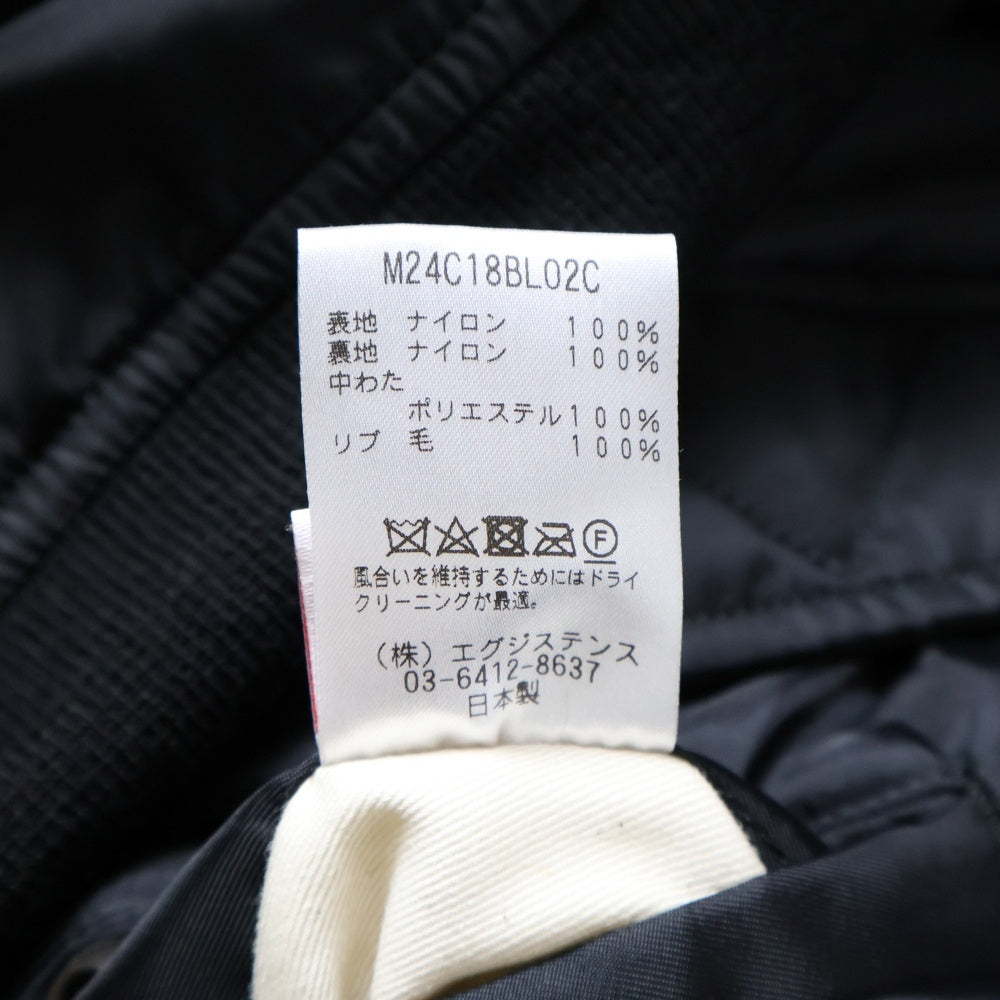 M24C18BL02C
表地 ナイロン 100%
裏地 ナイロン 100%
中わた
ポリエステル 100%
リブ 毛 100%
F
風合いを維持するためにはドライ
クリーニングが最適。
(株) エグジステンス
03-6412-8637
日本製